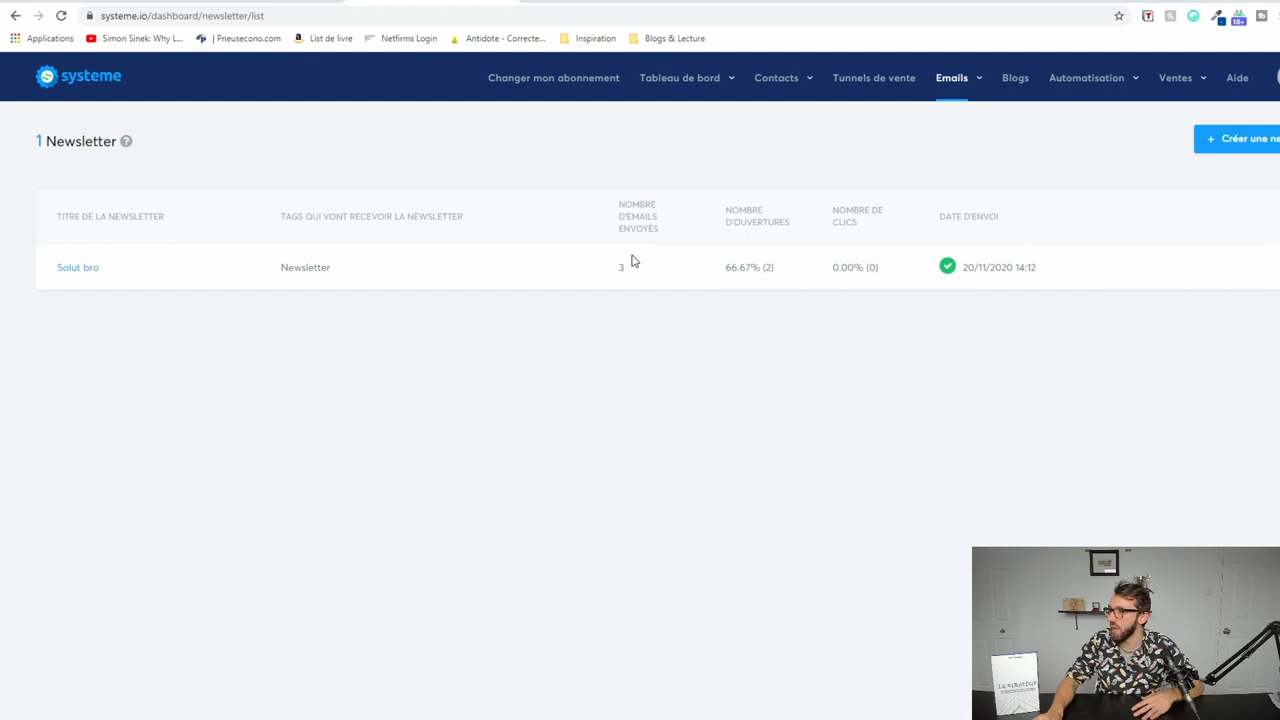 systeme.io/dashboard/newsletter/list
10+
Applications
Simon Sinek: Why L...
| Pneusecono.com
List de livre
Netfirms Login
Antidote - Correcte...
Inspiration
Blogs & Lecture
systeme
Changer mon abonnement
Tableau de bord
Contacts
Tunnels de vente
Emails
Blogs
Automatisation
Ventes
Aide
1 Newsletter ?
+ Créer une ne
TITRE DE LA NEWSLETTER
TAGS QUI VONT RECEVOIR LA NEWSLETTER
NOMBRE
D'EMAILS
ENVOYÉS
NOMBRE
D'OUVERTURES
NOMBRE DE
CLICS
DATE D'ENVOI
Salut bro
Newsletter
3
66.67% (2)
0.00% (0)
20/11/2020 14:12